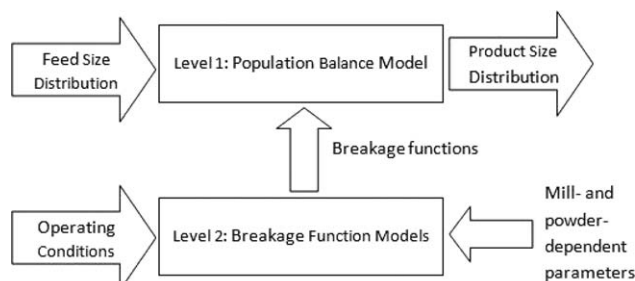 Feed Size
Distribution
Level 1: Population Balance Model
Product Size
Distribution
Breakage functions
Operating
Conditions
Level 2: Breakage Function Models
Mill- and
powder-
dependent
parameters